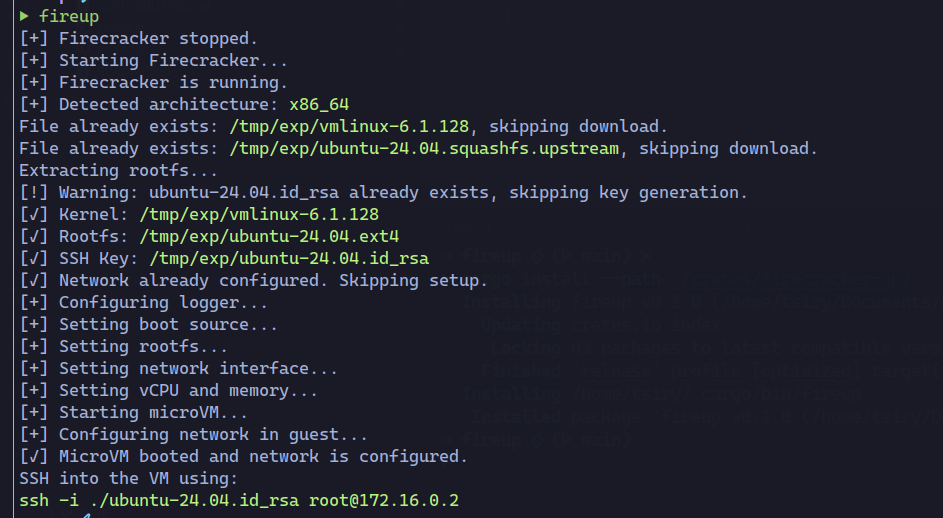 ▶ fireup
[+] Firecracker stopped.
[+] Starting Firecracker...
[+] Firecracker is running.
[+] Detected architecture: x86_64
File already exists: /tmp/exp/vmlinux-6.1.128, skipping download.
File already exists: /tmp/exp/ubuntu-24.04.squashfs.upstream, skipping download.
Extracting rootfs...
[!] Warning: ubuntu-24.04.id_rsa already exists, skipping key generation.
[√] Kernel: /tmp/exp/vmlinux-6.1.128
[√] Rootfs: /tmp/exp/ubuntu-24.04.ext4
[√] SSH Key: /tmp/exp/ubuntu-24.04.id_rsa
[√] Network already configured. Skipping setup.
[+] Configuring logger...
[+] Setting boot source...
[+] Setting rootfs...
[+] Setting network interface...
[+] Setting vCPU and memory...
[+] Starting microVM...
[+] Configuring network in guest...
[√] MicroVM booted and network is configured.
SSH into the VM using:
ssh -i ./ubuntu-24.04.id_rsa root@172.16.0.2